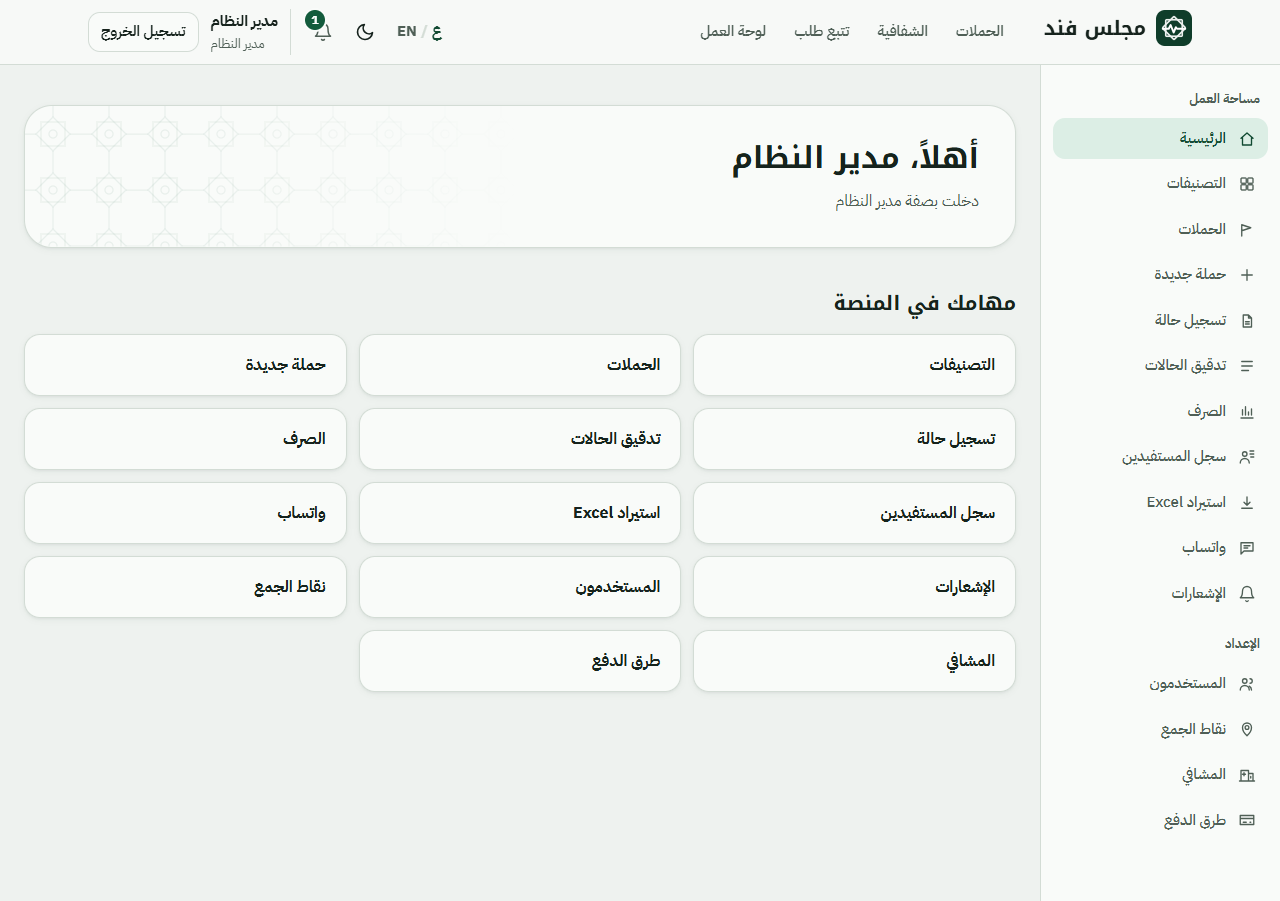 مجلس فند
الحملات
الشفافية
تتبع طلب
لوحة العمل
ع / EN
1
مدير النظام
مدير النظام
تسجيل الخروج
مساحة العمل
الرئيسية
التصنيفات
الحملات
حملة جديدة
تسجيل حالة
تدقيق الحالات
الصرف
سجل المستفيدين
استيراد Excel
واتساب
الإشعارات
الإعداد
المستخدمون
نقاط الجمع
المشافي
طرق الدفع
أهلاً، مدير النظام
دخلت بصفة مدير النظام
مهامك في المنصة
التصنيفات
الحملات
حملة جديدة
تسجيل حالة
تدقيق الحالات
الصرف
سجل المستفيدين
استيراد Excel
واتساب
الإشعارات
المستخدمون
نقاط الجمع
المشافي
طرق الدفع